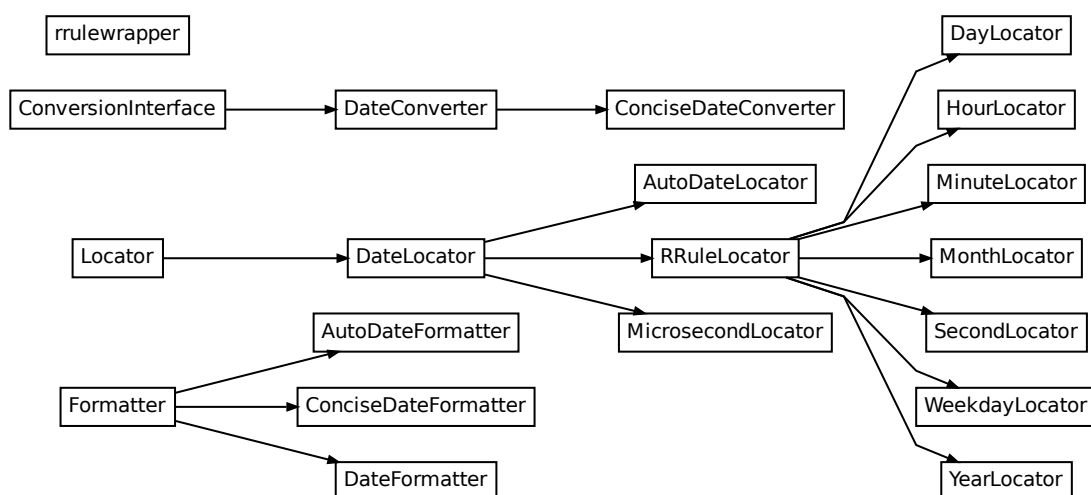 rrulewrapper
DayLocator
ConversionInterface
DateConverter
ConciseDateConverter
HourLocator
AutoDateLocator
MinuteLocator
Locator
DateLocator
RRuleLocator
MonthLocator
AutoDateFormatter
MicrosecondLocator
SecondLocator
Formatter
ConciseDateFormatter
WeekdayLocator
DateFormatter
YearLocator